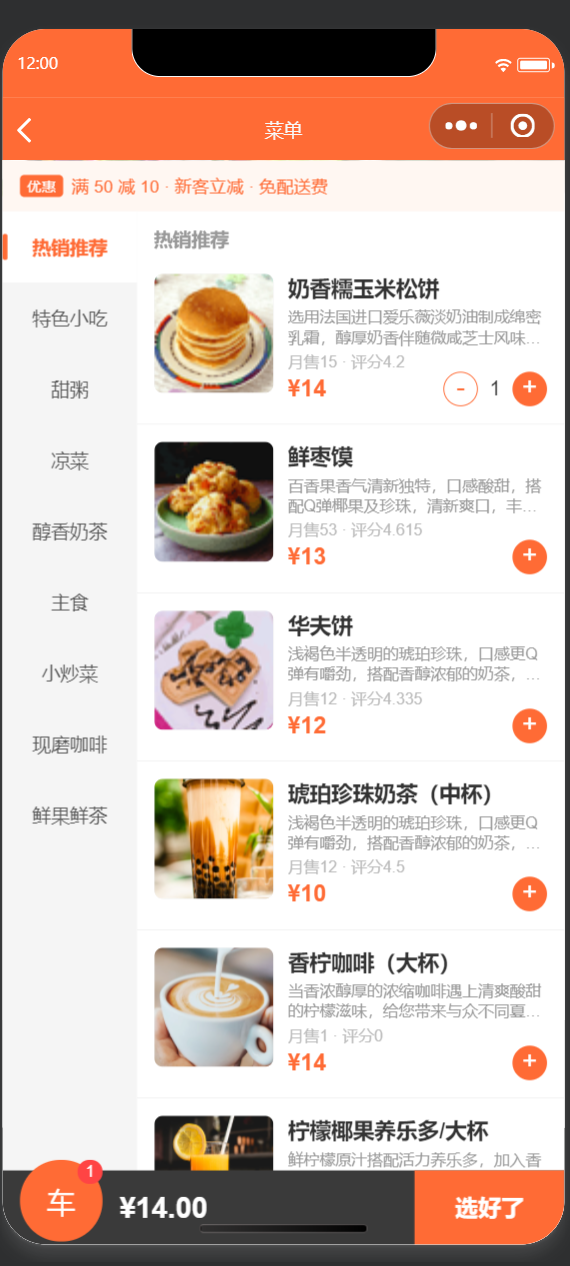 12:00
菜单
优惠 满 50 减 10 · 新客立减 · 免配送费
热销推荐
特色小吃
甜粥
凉菜
醇香奶茶
主食
小炒菜
现磨咖啡
鲜果鲜茶
热销推荐
奶香糯玉米松饼
选用法国进口爱乐薇淡奶油制成绵密
乳霜，醇厚奶香伴随微咸芝士风味...
月售15 · 评分4.2
¥14
- 1 +
鲜枣馍
百香果香气清新独特，口感酸甜，搭
配Q弹椰果及珍珠，清新爽口，丰...
月售53 · 评分4.615
¥13
+
华夫饼
浅褐色半透明的琥珀珍珠，口感更Q
弹有嚼劲，搭配香醇浓郁的奶茶，...
月售12 · 评分4.335
¥12
+
琥珀珍珠奶茶（中杯）
浅褐色半透明的琥珀珍珠，口感更Q
弹有嚼劲，搭配香醇浓郁的奶茶，...
月售12 · 评分4.5
¥10
+
香柠咖啡（大杯）
当香浓醇厚的浓缩咖啡遇上清爽酸甜
的柠檬滋味，给您带来与众不同夏...
月售1 · 评分0
¥14
+
柠檬椰果养乐多/大杯
鲜柠檬原汁搭配活力养乐多，加入香
车
1
¥14.00
选好了